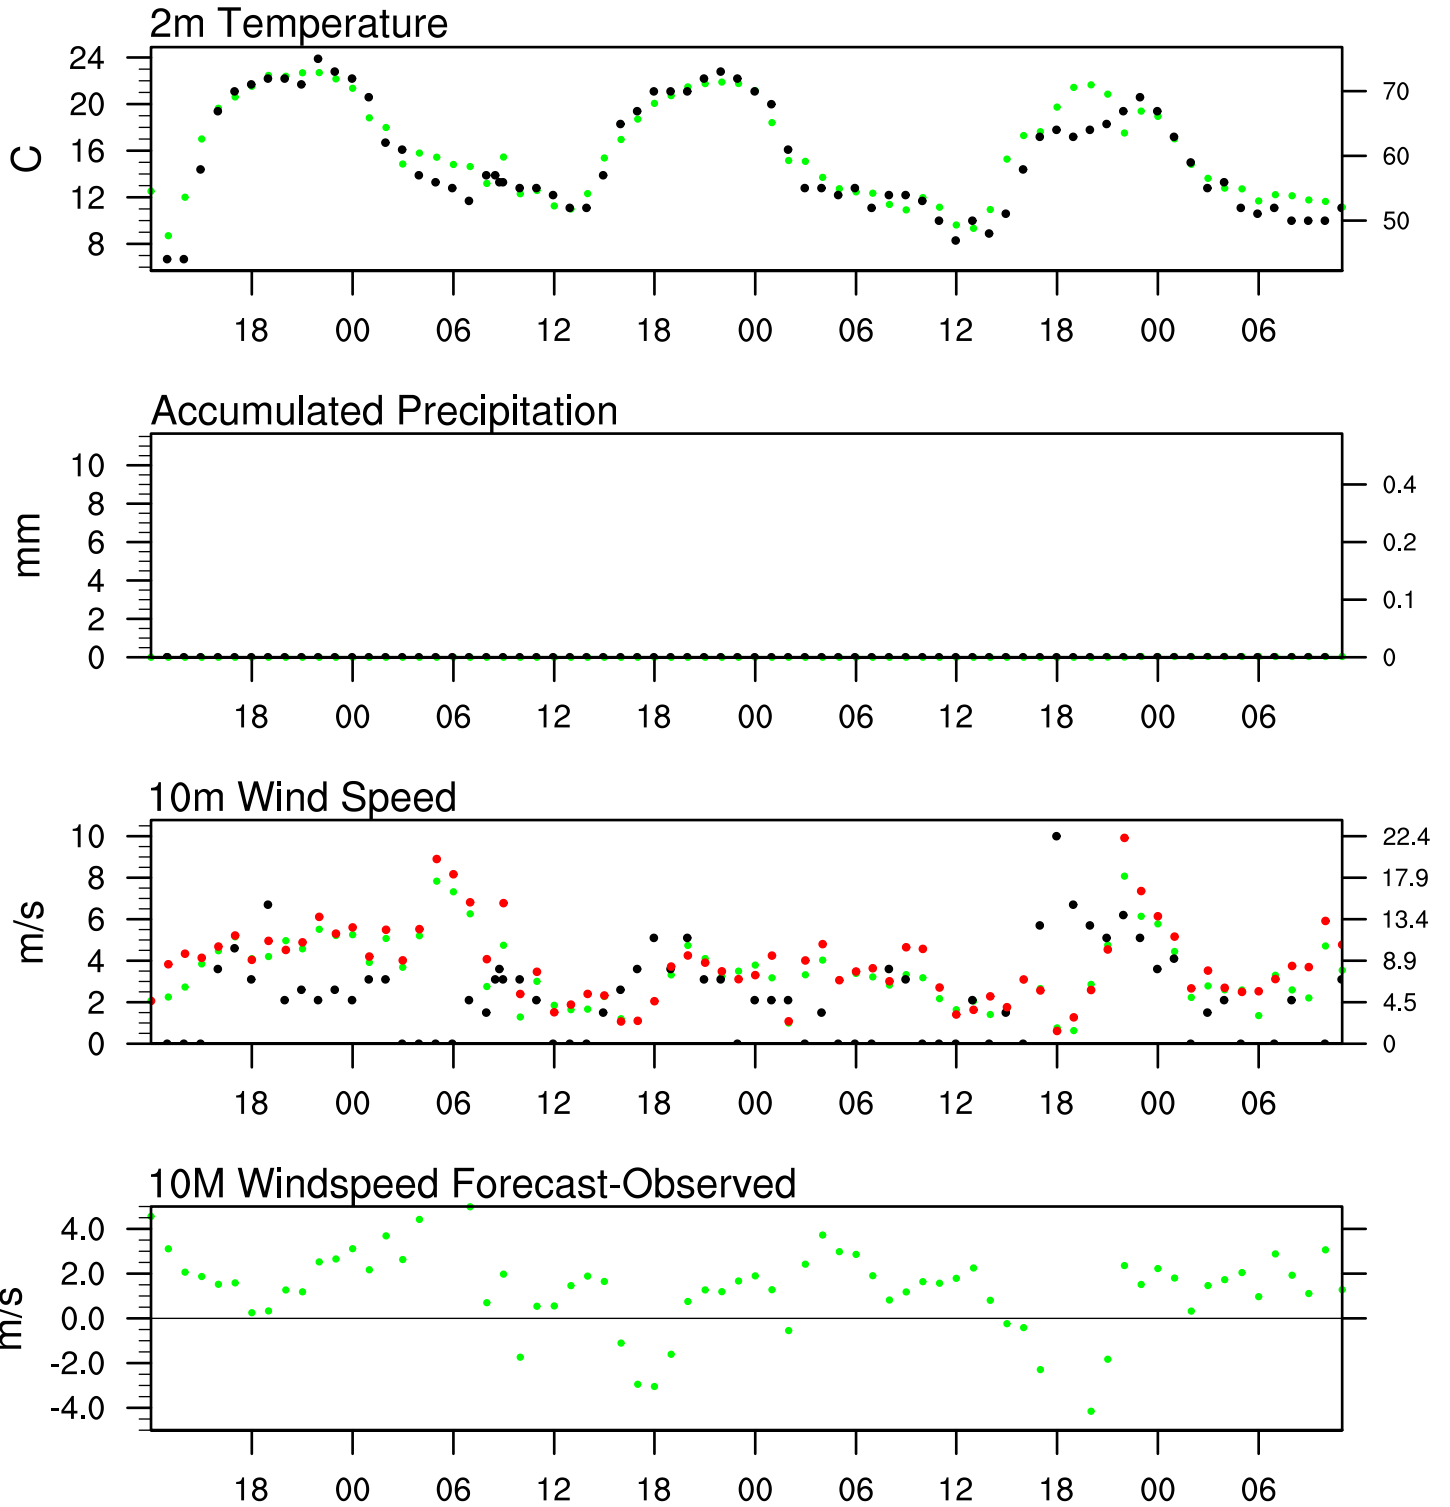 2m Temperature
24
20
16
12
8
C
70
60
50
18 00 06 12 18 00 06 12 18 00 06
Accumulated Precipitation
10
8
6
4
2
0
mm
0.4
0.2
0.1
0
18 00 06 12 18 00 06 12 18 00 06
10m Wind Speed
10
8
6
4
2
0
m/s
22.4
17.9
13.4
8.9
4.5
0
18 00 06 12 18 00 06 12 18 00 06
10M Windspeed Forecast-Observed
4.0
2.0
0.0
-2.0
-4.0
m/s
18 00 06 12 18 00 06 12 18 00 06